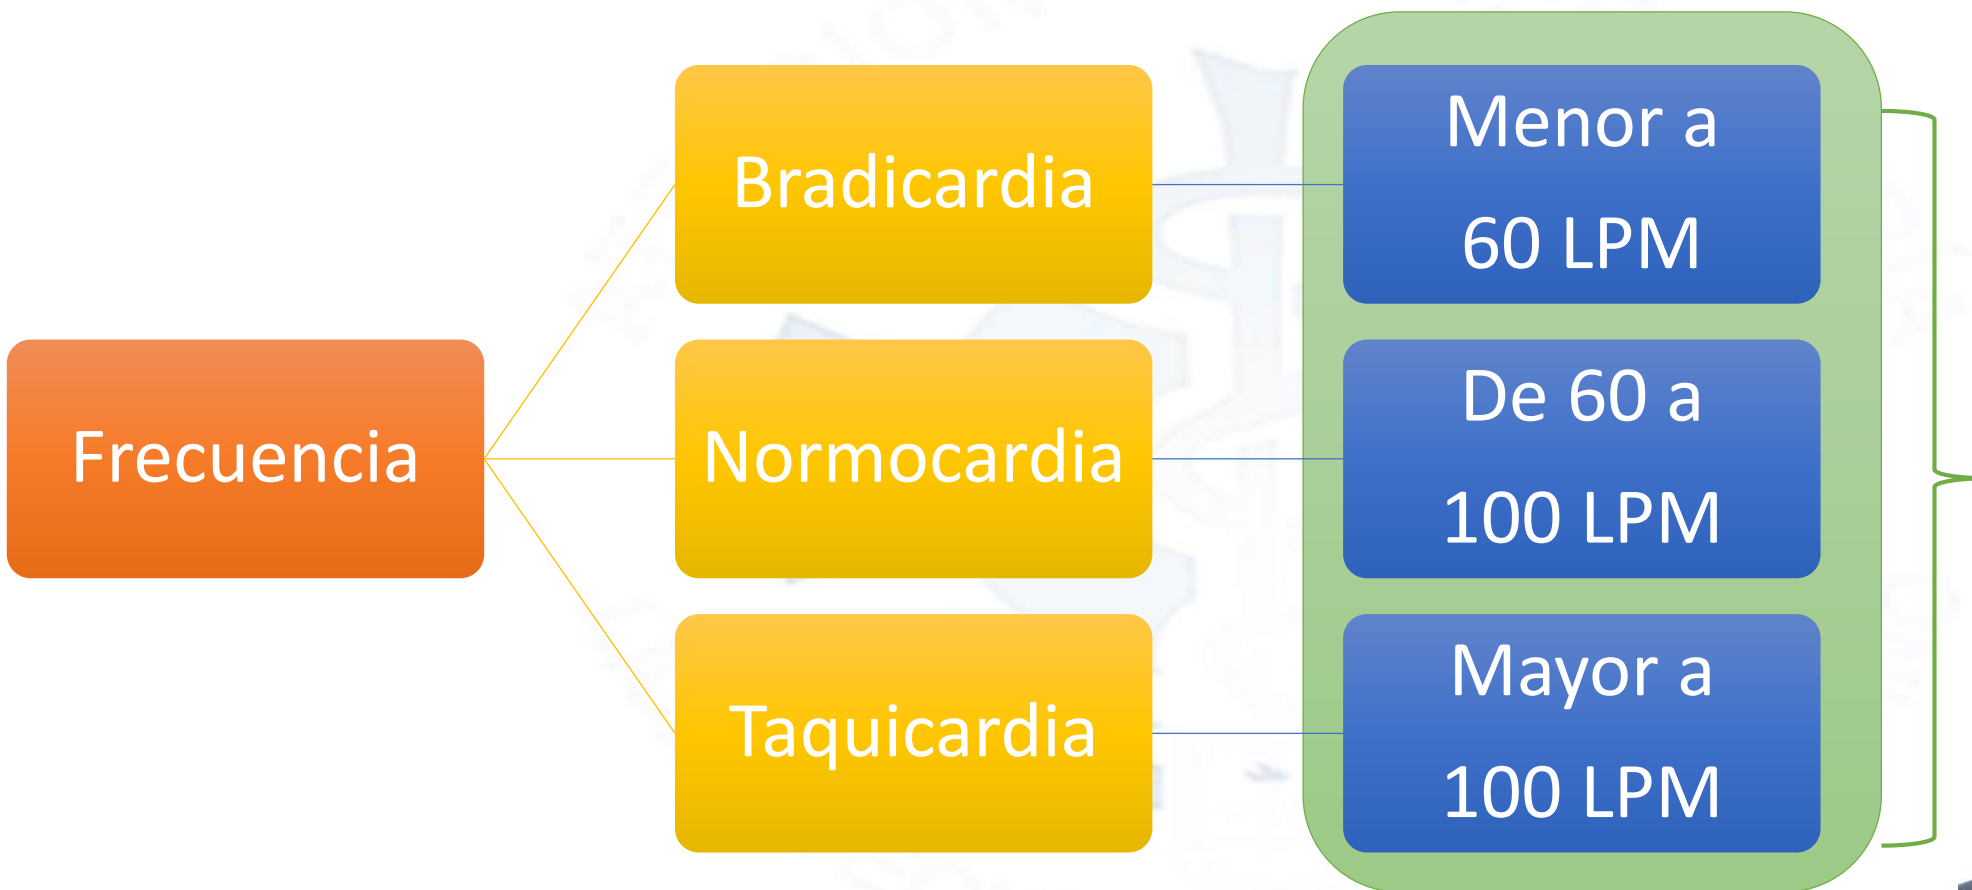 Frecuencia
Bradicardia
Menor a
60 LPM
Normocardia
De 60 a
100 LPM
Taquicardia
Mayor a
100 LPM